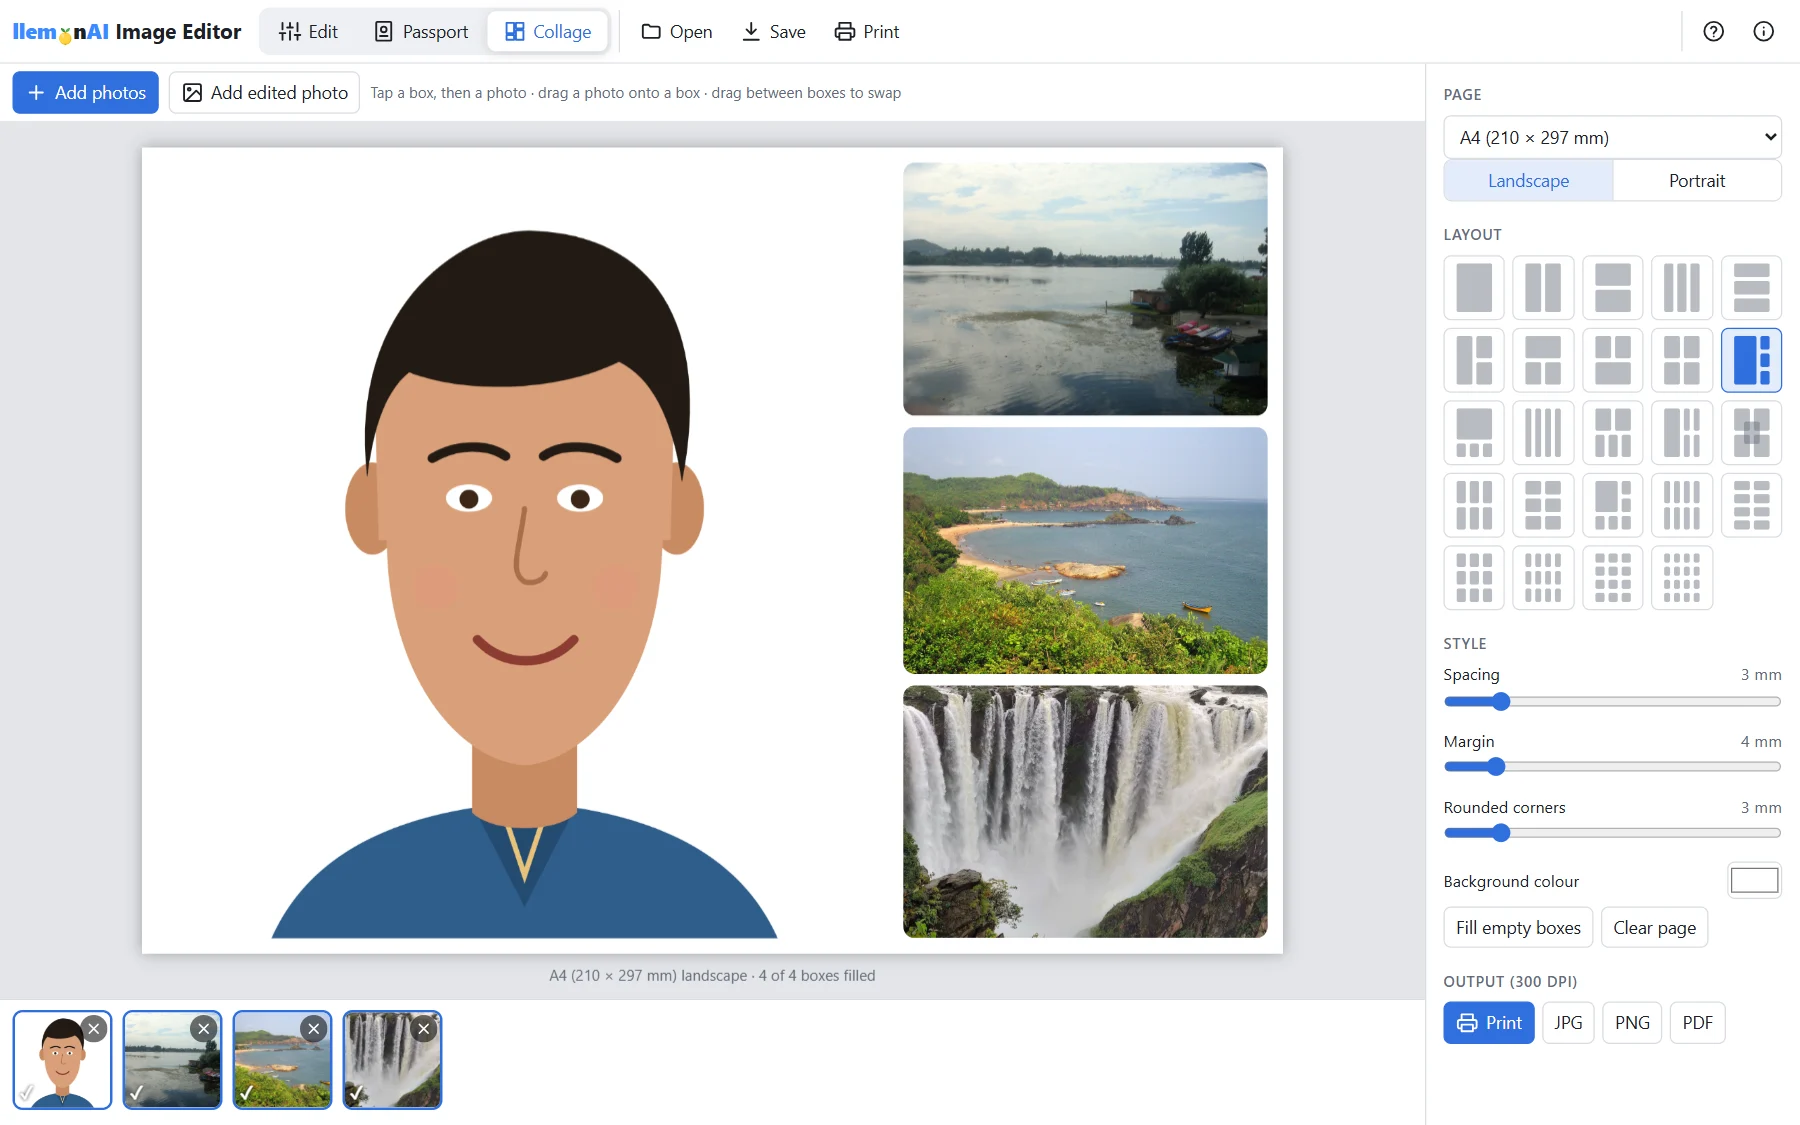 llemonAI Image Editor
Edit
Passport
Collage
Open
Save
Print
Add photos
Add edited photo
Tap a box, then a photo · drag a photo onto a box · drag between boxes to swap
A4 (210 × 297 mm) landscape · 4 of 4 boxes filled
PAGE
A4 (210 × 297 mm)
Landscape
Portrait
LAYOUT
STYLE
Spacing
3 mm
Margin
4 mm
Rounded corners
3 mm
Background colour
Fill empty boxes
Clear page
OUTPUT (300 DPI)
Print
JPG
PNG
PDF